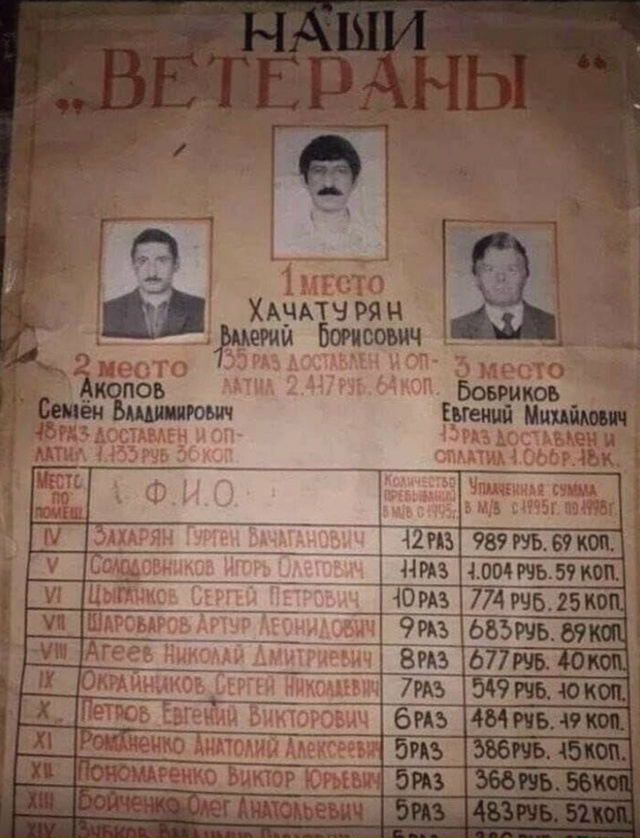 НАШИ
„ВЕТЕРАНЫ“
1 МЕСТО
ХАЧАТУРЯН
ВАЛЕРИЙ БОРИСОВИЧ
135 РАЗ ДОСТАВЛЕН И ОП-
ЛАТИЛ 2.447 РУБ. 64 КОП.
2 МЕСТО
АКОПОВ
СЕМЁН ВЛАДИМИРОВИЧ
18 РАЗ ДОСТАВЛЕН И ОП-
ЛАТИЛ 1.133 РУБ 36 КОП.
3 МЕСТО
БОБРИКОВ
ЕВГЕНИЙ МИХАЙЛОВИЧ
13 РАЗ ДОСТАВЛЕН И
ОПЛАТИЛ 1.066 Р. 18 К.
МЕСТО ПО ПОМЕЩ. Ф.И.О. КОЛИЧЕСТВО ПРЕБЫВАНИЙ В М/В С 1995г. УПЛАЧЕННАЯ СУММА В М/В С 1995г. ПО 1998г.
IV ЗАХАРЯН ГУРГЕН ВАЧАГАНОВИЧ 12 РАЗ 989 РУБ. 69 КОП.
V СОЛОДОВНИКОВ ИГОРЬ ОЛЕГОВИЧ 11 РАЗ 1.004 РУБ. 59 КОП.
VI ЦЫГАНКОВ СЕРГЕЙ ПЕТРОВИЧ 10 РАЗ 774 РУБ. 25 КОП.
VII ШАРОВАРОВ АРТУР ЛЕОНИДОВИЧ 9 РАЗ 683 РУБ. 89 КОП.
VIII АГЕЕВ НИКОЛАЙ ДМИТРИЕВИЧ 8 РАЗ 677 РУБ. 40 КОП.
IX ОКРАЙНИКОВ СЕРГЕЙ НИКОЛАЕВИЧ 7 РАЗ 549 РУБ. 10 КОП.
X ПЕТРОВ ЕВГЕНИЙ ВИКТОРОВИЧ 6 РАЗ 484 РУБ. 19 КОП.
XI РОМАНЕНКО АНАТОЛИЙ АЛЕКСЕЕВИЧ 5 РАЗ 386 РУБ. 15 КОП.
XII ПОНОМАРЕНКО ВИКТОР ЮРЬЕВИЧ 5 РАЗ 368 РУБ. 56 КОП.
XIII БОЙЧЕНКО ОЛЕГ АНАТОЛЬЕВИЧ 5 РАЗ 483 РУБ. 52 КОП.
XIV ЗУБКОВ